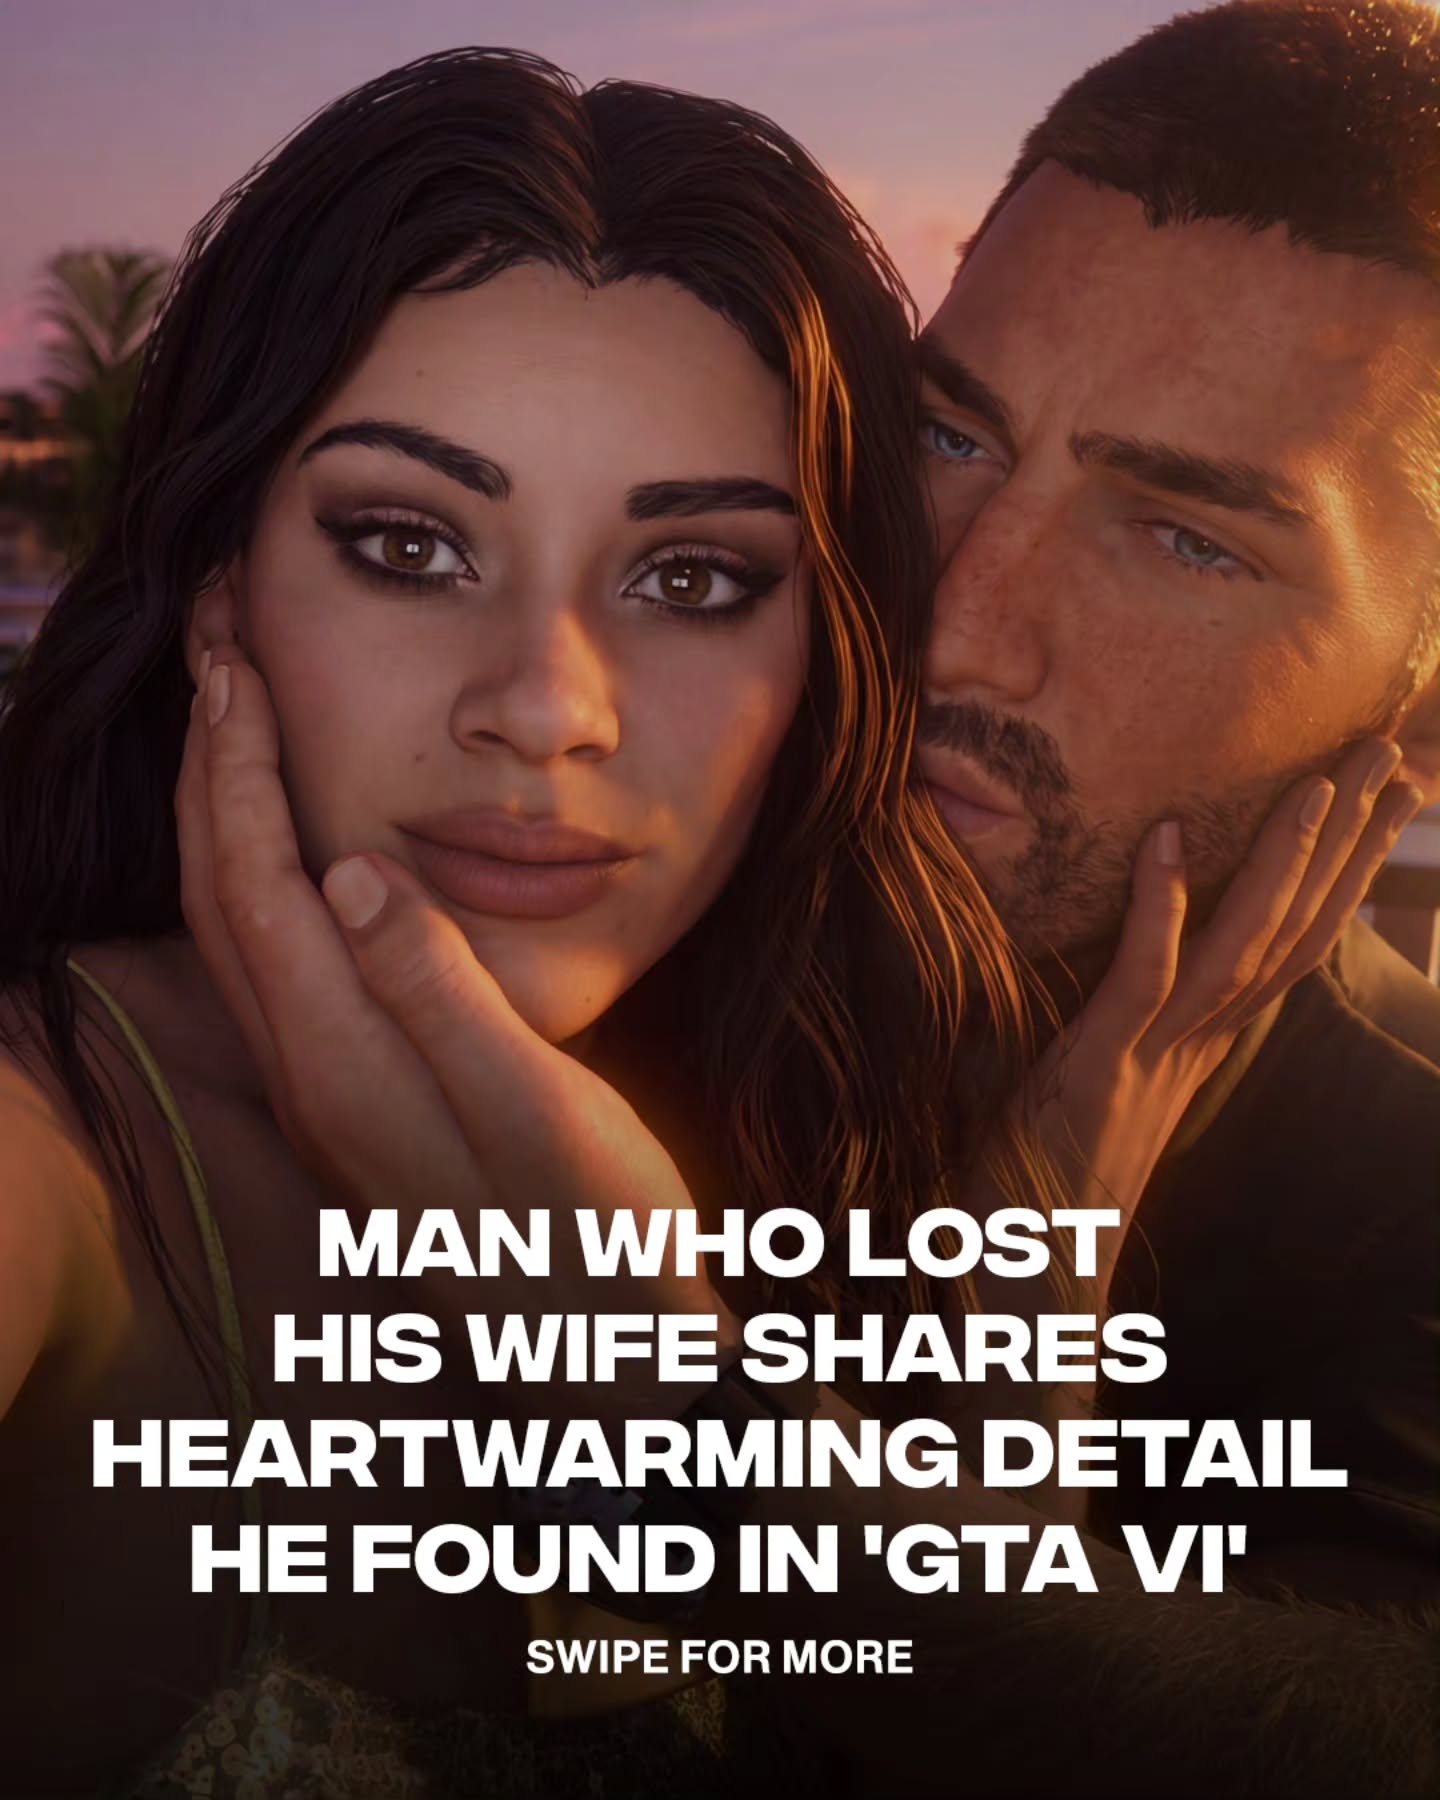 MAN WHO LOST
HIS WIFE SHARES
HEARTWARMING DETAIL
HE FOUND IN 'GTA VI'
SWIPE FOR MORE